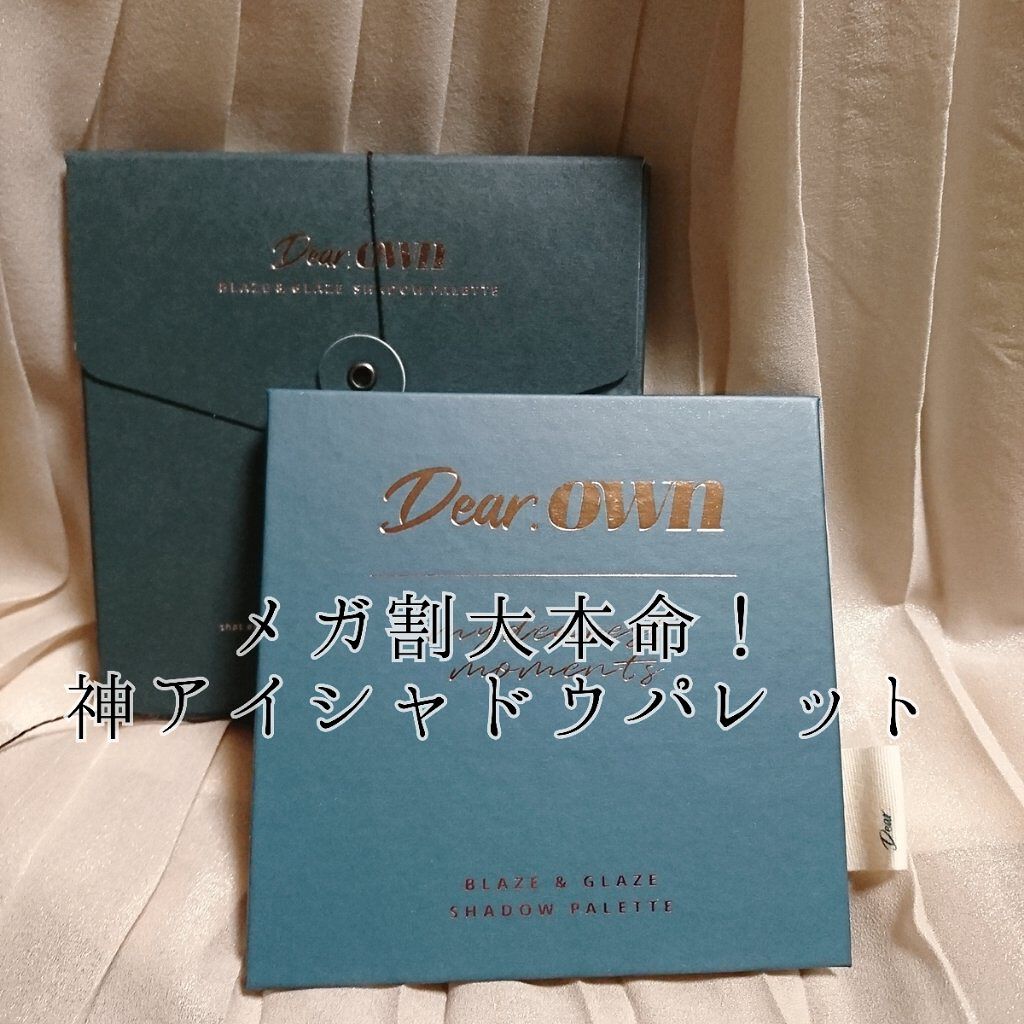 Dear.own
BLAZE & GLAZE SHADOW PALETTE
Dear.own
moments
メガ割大本命！
神アイシャドウパレット
Dear.
BLAZE & GLAZE
SHADOW PALETTE